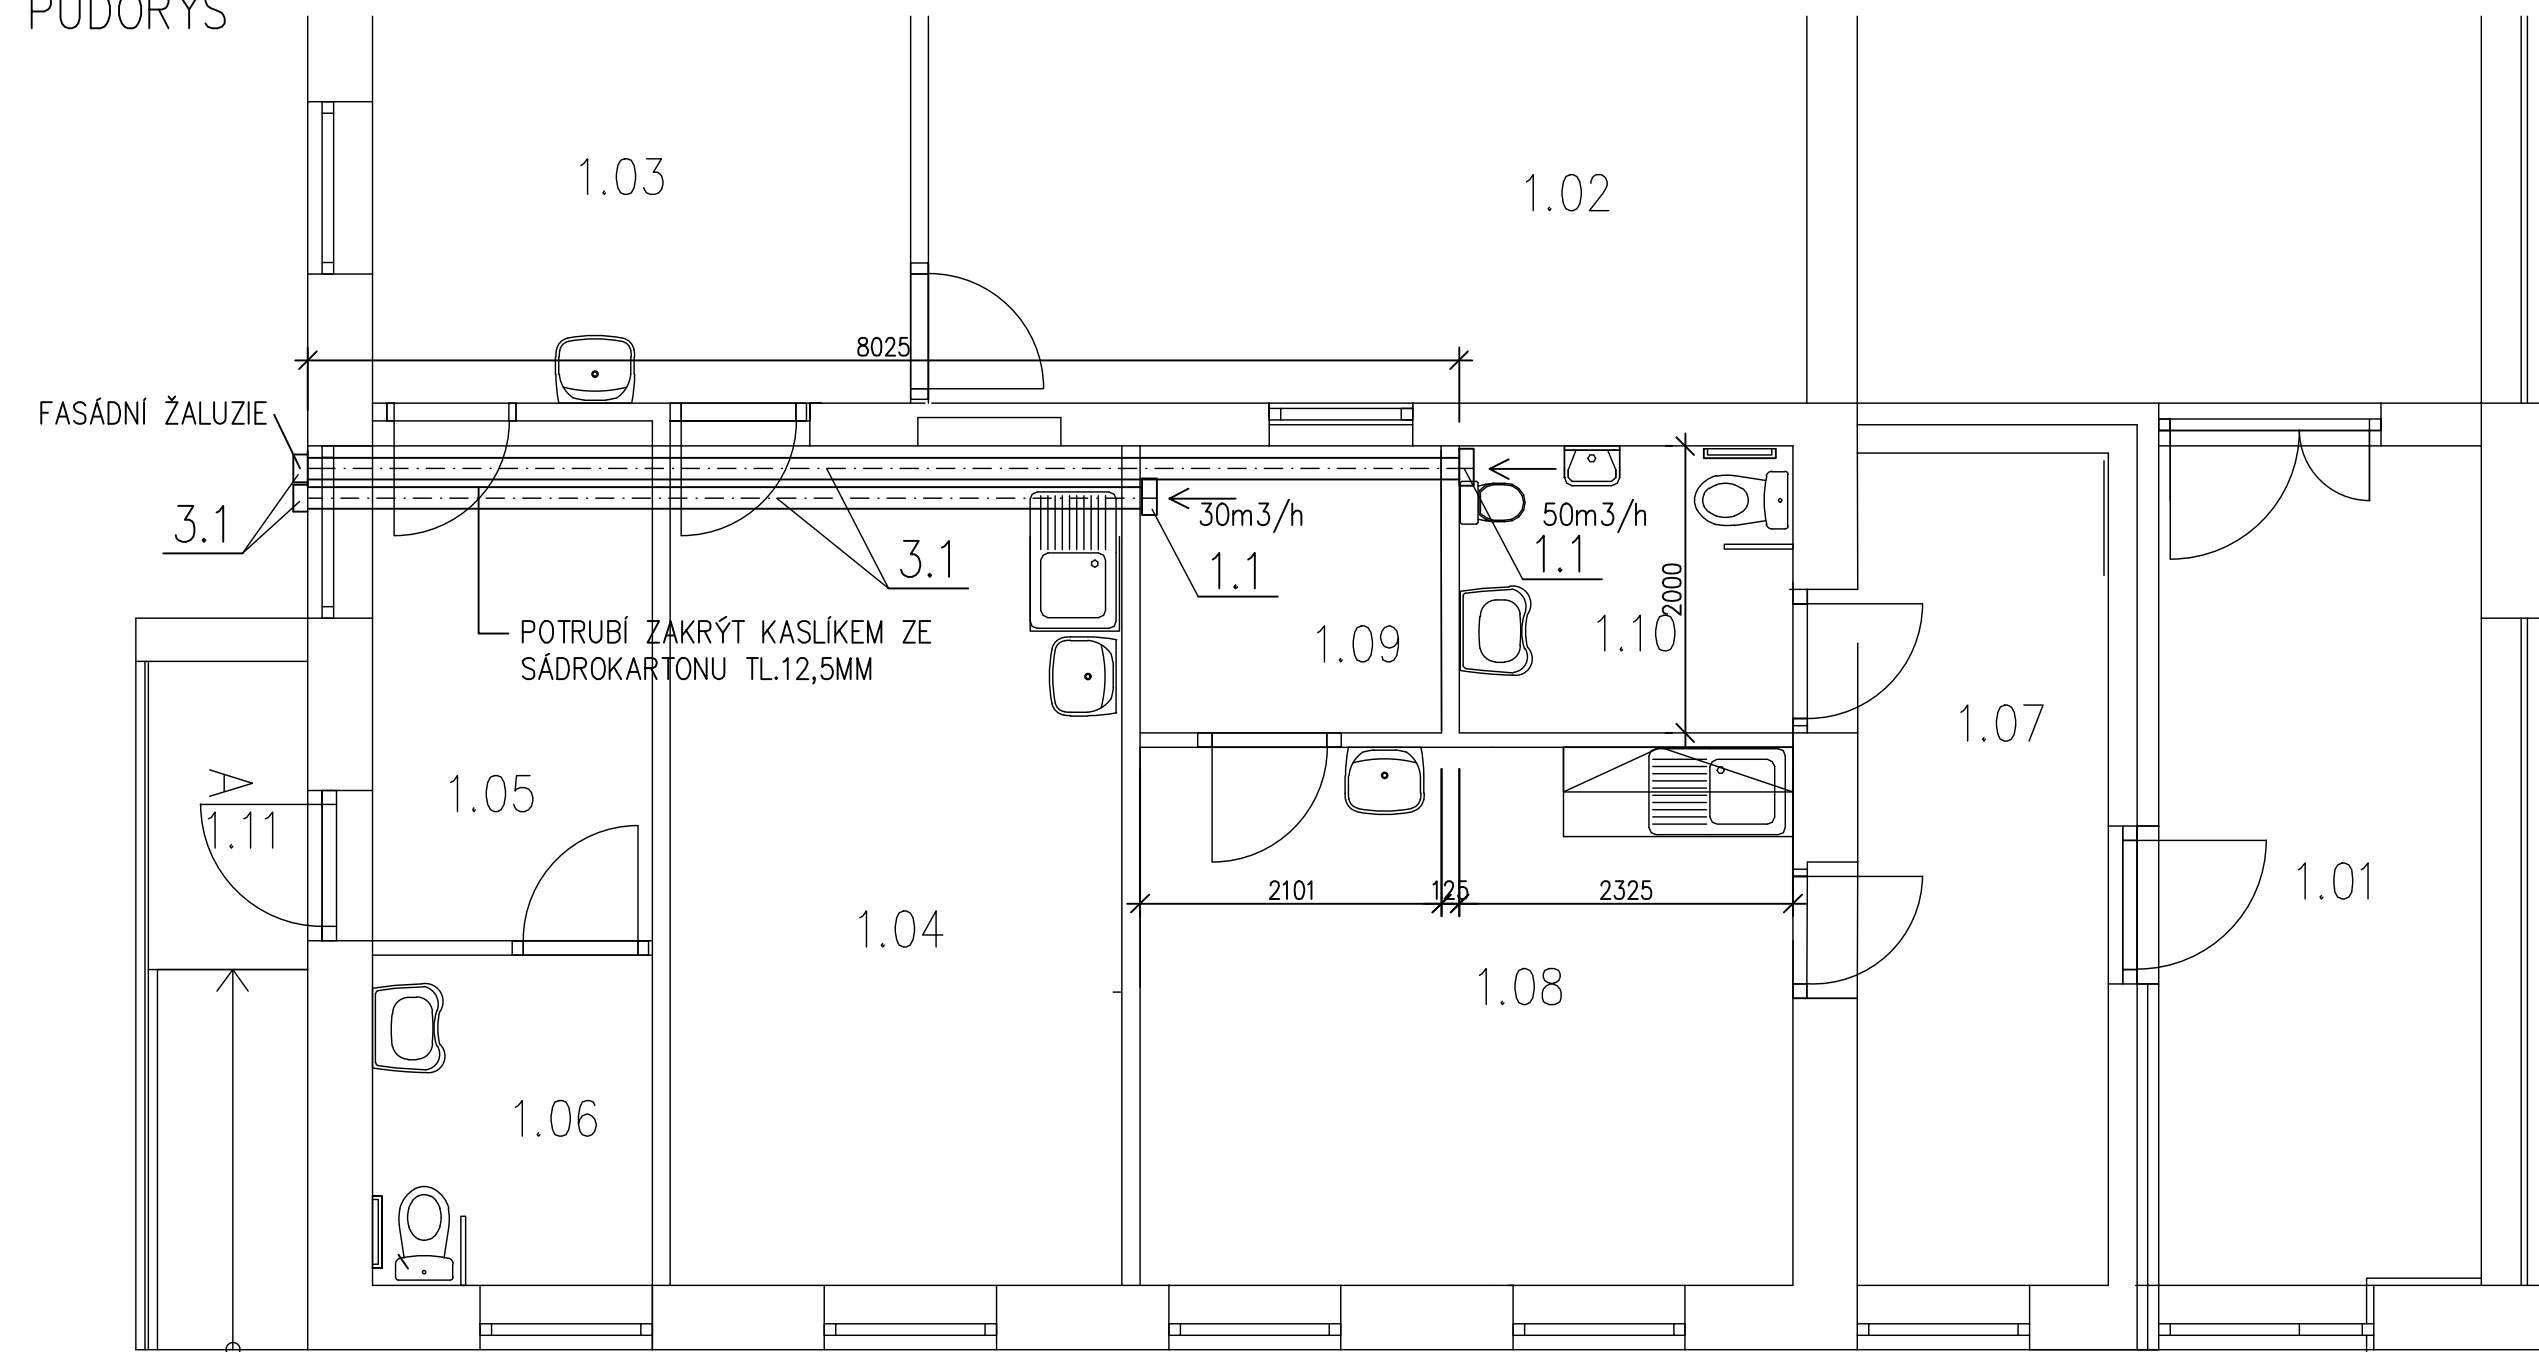 PŮDORYS
1.03
1.02
8025
FASÁDNÍ ŽALUZIE
3.1
3.1
30m3/h
1.1
50m3/h
1.1
2000
POTRUBÍ ZAKRÝT KASLÍKEM ZE
SÁDROKARTONU TL.12,5MM
1.09
1.10
1.07
A
1.05
1.11
1.01
2101
125
2325
1.04
1.08
1.06